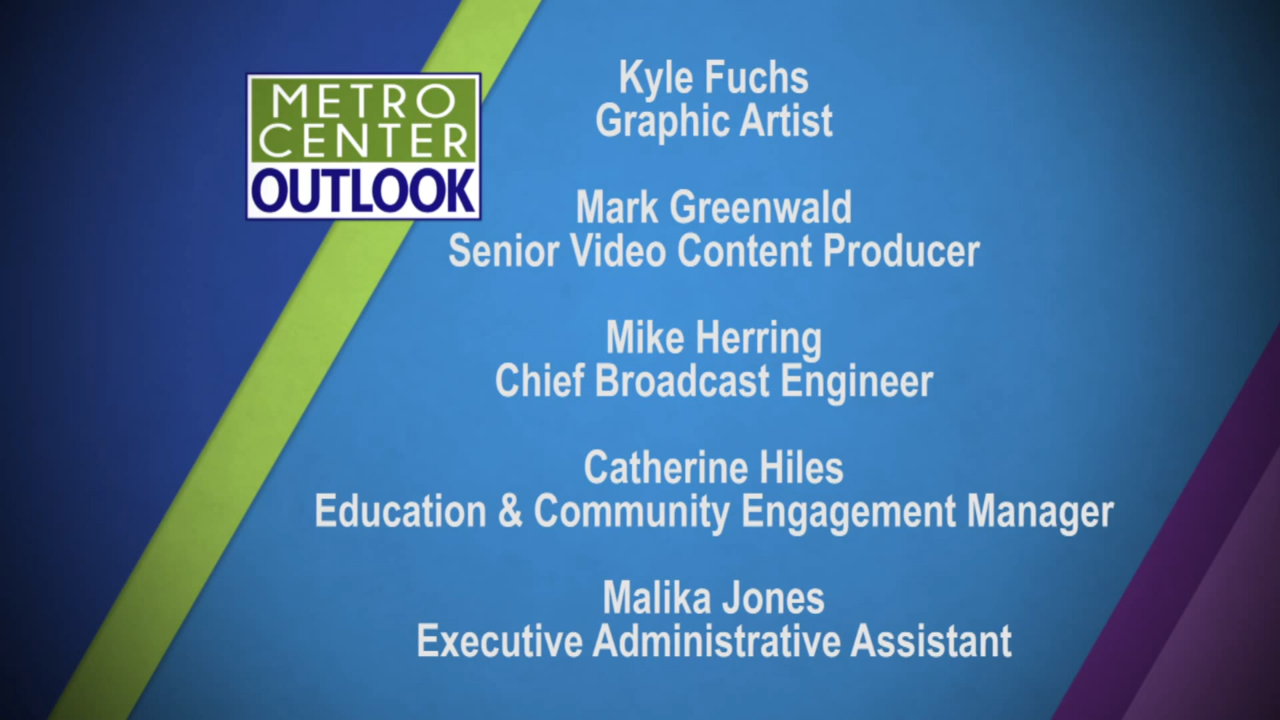 METRO
CENTER
OUTLOOK
Kyle Fuchs
Graphic Artist
Mark Greenwald
Senior Video Content Producer
Mike Herring
Chief Broadcast Engineer
Catherine Hiles
Education & Community Engagement Manager
Malika Jones
Executive Administrative Assistant